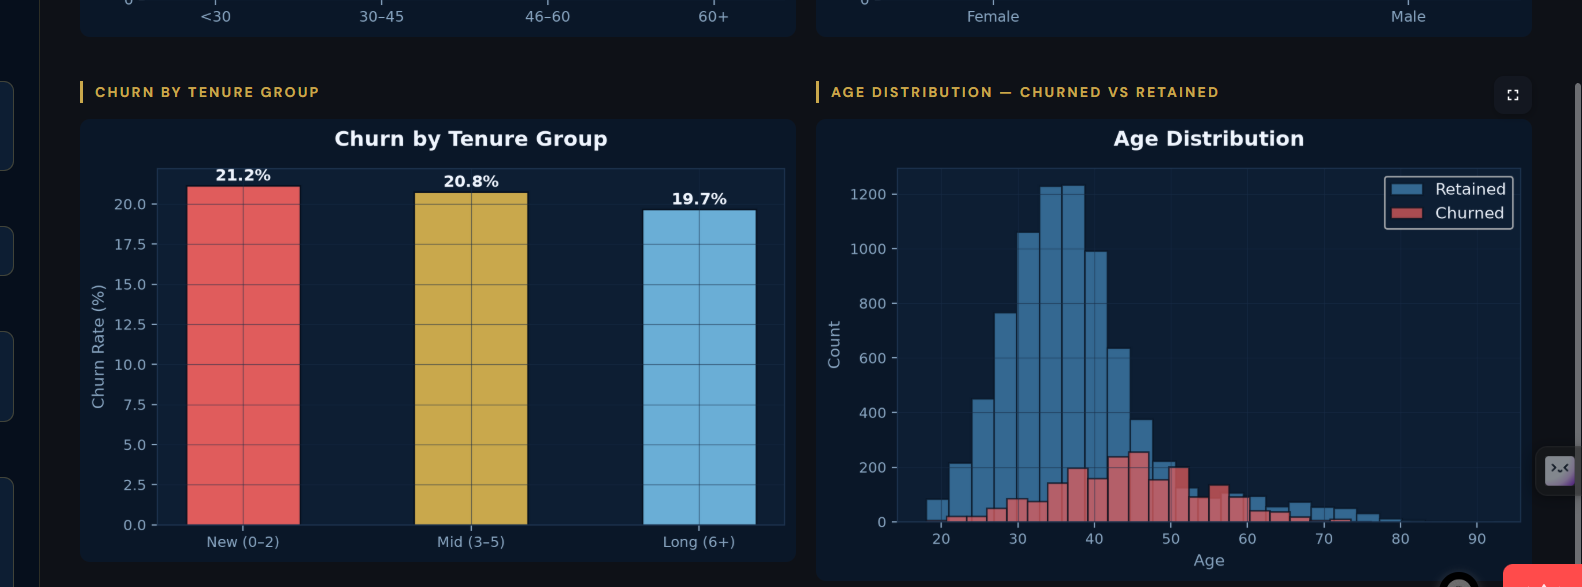 0
<30
30–45
46–60
60+
0
Female
Male
CHURN BY TENURE GROUP
Churn by Tenure Group
21.2%
20.8%
19.7%
20.0
17.5
15.0
12.5
10.0
7.5
5.0
2.5
0.0
Churn Rate (%)
New (0–2)
Mid (3–5)
Long (6+)
AGE DISTRIBUTION — CHURNED VS RETAINED
Age Distribution
Retained
Churned
1200
1000
800
600
400
200
0
Count
20
30
40
50
60
70
80
90
Age